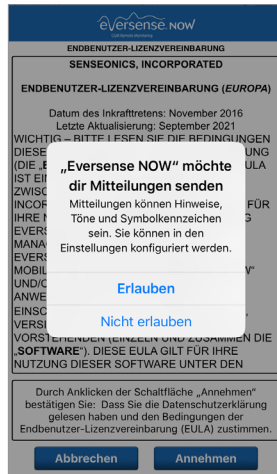 eversense. NOW
CGM Remote Monitoring
ENDBENUTZER-LIZENZVEREINBARUNG
SENSEONICS, INCORPORATED
ENDBENUTZER-LIZENZVEREINBARUNG (EUROPA)
Datum des Inkrafttretens: November 2016
Letzte Aktualisierung: September 2021
WICHTIG – BITTE LESEN SIE DIE BEDINGUNGEN
DIESE
(DIE „E
IST EIN
ZWISC
INCOR FÜR
IHRE N
EVERS
MANA
EVERS
MOBIL
UND/O
ANWE
EINSC
VERSI
VORSTEHENDEN (EINZELN UND ZUSAMMEN DIE
„SOFTWARE“). DIESE EULA GILT FÜR IHRE
NUTZUNG DIESER SOFTWARE UNTER DEN
„Eversense NOW“ möchte
dir Mitteilungen senden
Mitteilungen können Hinweise,
Töne und Symbolkennzeichen
sein. Sie können in den
Einstellungen konfiguriert werden.
Erlauben
Nicht erlauben
Durch Anklicken der Schaltfläche „Annehmen“
bestätigen Sie: Dass Sie die Datenschutzerklärung
gelesen haben und den Bedingungen der
Endbenutzer-Lizenzvereinbarung (EULA) zustimmen.
Abbrechen Annehmen